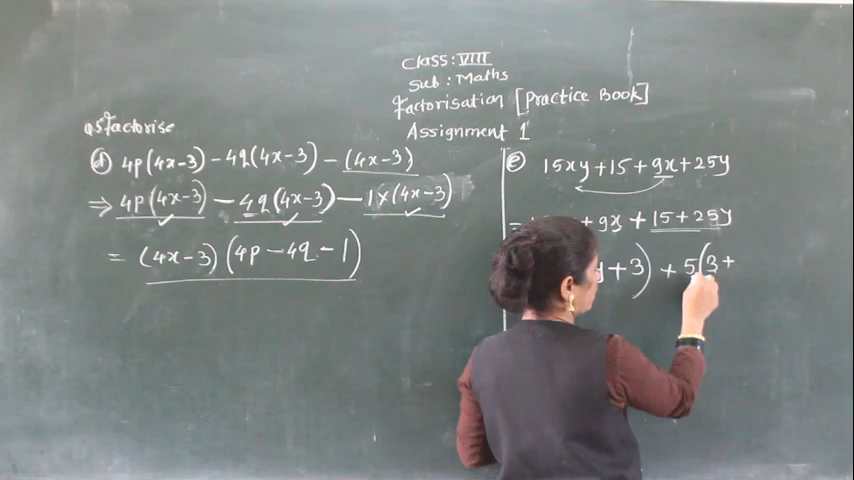 Class: VIII
Sub: Maths
Factorisation [Practice Book]
Assignment 1
Q5 factorise
d) 4p(4x-3)-4q(4x-3)-(4x-3)
⇒ 4p(4x-3)-4q(4x-3)-1×(4x-3)
= (4x-3)(4p-4q-1)
e) 15xy+15+9x+25y
= + 9x + 15+25y
y+3) + 5(3+